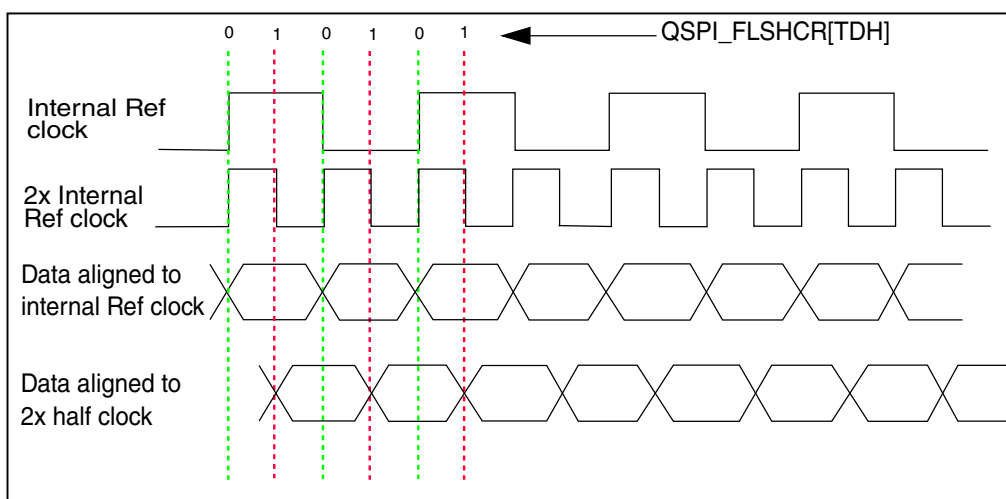 0 1 0 1 0 1 QSPI_FLSHCR[TDH]
Internal Ref
clock
2x Internal
Ref clock
Data aligned to
internal Ref clock
Data aligned to
2x half clock